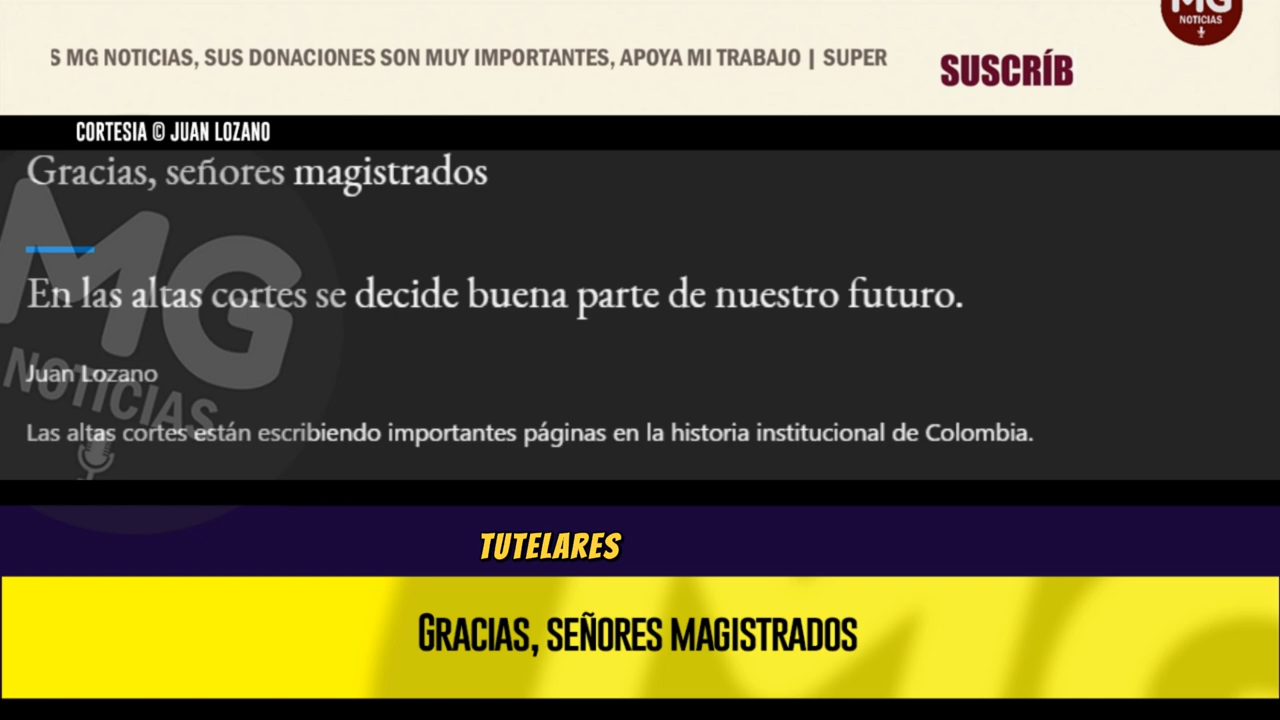 MG
NOTICIAS
S MG NOTICIAS, SUS DONACIONES SON MUY IMPORTANTES, APOYA MI TRABAJO | SUPER
SUSCRÍB
CORTESIA © JUAN LOZANO
Gracias, señores magistrados
En las altas cortes se decide buena parte de nuestro futuro.
Juan Lozano
Las altas cortes están escribiendo importantes páginas en la historia institucional de Colombia.
MG
NOTICIAS
TUTELARES
GRACIAS, SEÑORES MAGISTRADOS